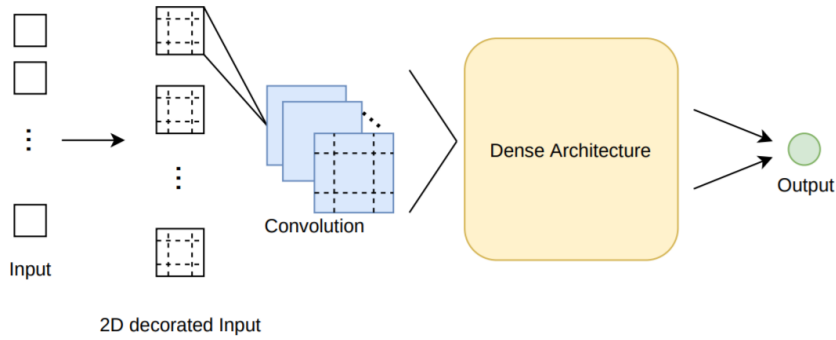 Input
2D decorated Input
Convolution
Dense Architecture
Output